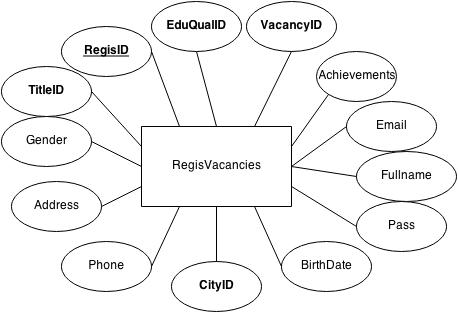 EduQualID
VacancyID
RegisID
Achievements
TitleID
Email
Gender
RegisVacancies
Fullname
Address
Pass
Phone
BirthDate
CityID